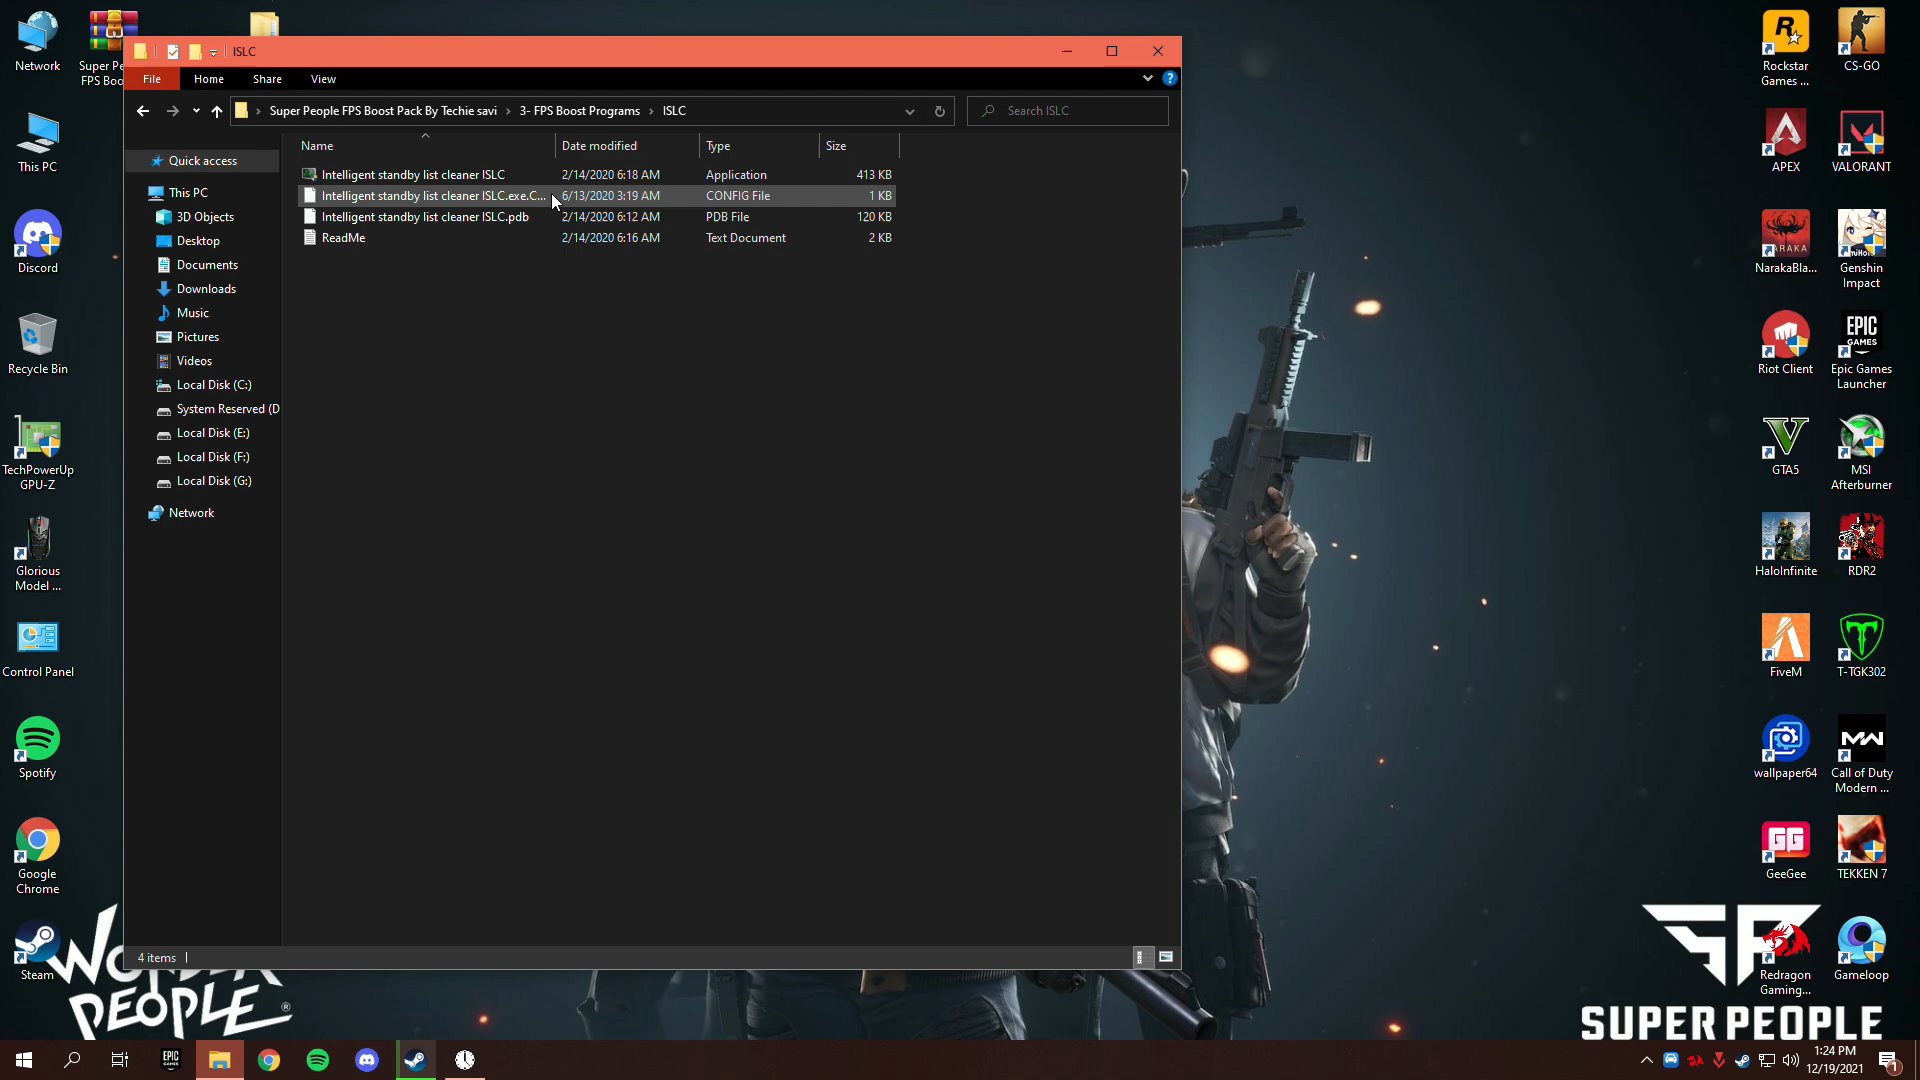 Network
Super Pe
FPS Boo
This PC
Discord
Recycle Bin
TechPowerUp
GPU-Z
Glorious
Model ...
Control Panel
Spotify
Google
Chrome
Steam
ISLC
File
Home
Share
View
Super People FPS Boost Pack By Techie savi
3- FPS Boost Programs
ISLC
Search ISLC
Quick access
This PC
3D Objects
Desktop
Documents
Downloads
Music
Pictures
Videos
Local Disk (C:)
System Reserved (D
Local Disk (E:)
Local Disk (F:)
Local Disk (G:)
Network
Name Date modified Type Size
Intelligent standby list cleaner ISLC 2/14/2020 6:18 AM Application 413 KB
Intelligent standby list cleaner ISLC.exe.C... 6/13/2020 3:19 AM CONFIG File 1 KB
Intelligent standby list cleaner ISLC.pdb 2/14/2020 6:12 AM PDB File 120 KB
ReadMe 2/14/2020 6:16 AM Text Document 2 KB
4 items
Rockstar
Games ...
CS-GO
APEX
VALORANT
NarakaBla...
Genshin
Impact
Riot Client
EPIC
GAMES
Epic Games
Launcher
GTA5
MSI
Afterburner
HaloInfinite
RDR2
FiveM
T-TGK302
wallpaper64
MW
Call of Duty
Modern ...
GG
GeeGee
TEKKEN 7
Redragon
Gaming...
Gameloop
WONDER
PEOPLE®
SUPER PEOPLE
EPIC
GAMES
1:24 PM
12/19/2021
1